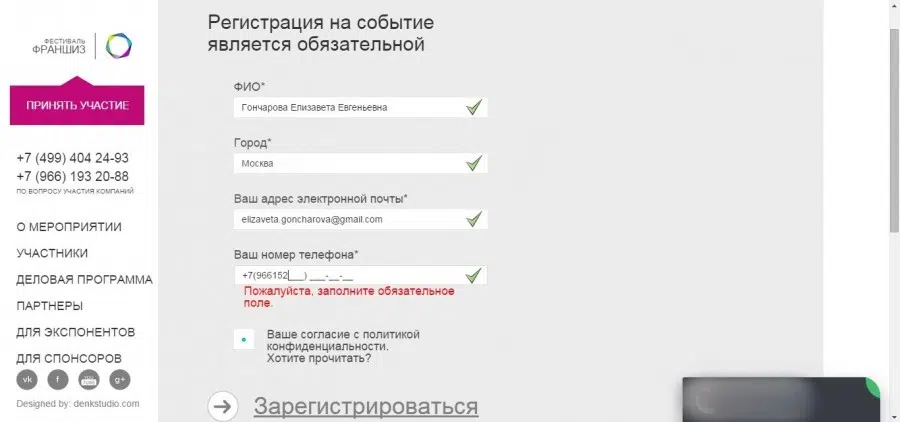 Регистрация на событие
является обязательной
ФЕСТИВАЛЬ
ФРАНШИЗ
ПРИНЯТЬ УЧАСТИЕ
+7 (499) 404 24-93
+7 (966) 193 20-88
ПО ВОПРОСУ УЧАСТИЯ КОМПАНИЙ
О МЕРОПРИЯТИИ
УЧАСТНИКИ
ДЕЛОВАЯ ПРОГРАММА
ПАРТНЕРЫ
ДЛЯ ЭКСПОНЕНТОВ
ДЛЯ СПОНСОРОВ
vk f g+
Designed by: denkstudio.com
ФИО*
Гончарова Елизавета Евгеньевна
Город*
Москва
Ваш адрес электронной почты*
elizaveta.goncharova@gmail.com
Ваш номер телефона*
+7(966152___) ___-__-__
Пожалуйста, заполните обязательное
поле.
Ваше согласие с политикой
конфиденциальности.
Хотите прочитать?
Зарегистрироваться